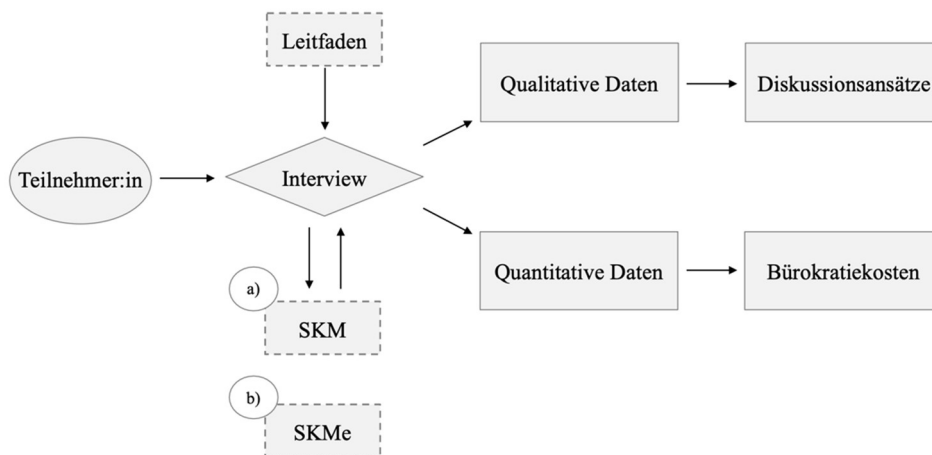 Leitfaden
Qualitative Daten
Diskussionsansätze
Teilnehmer:in
Interview
Quantitative Daten
Bürokratiekosten
a)
SKM
b)
SKMe